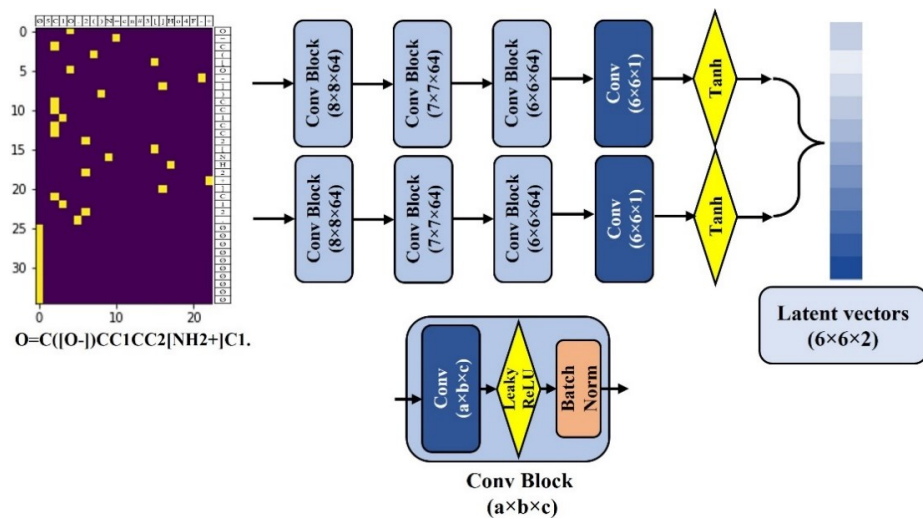 0
5
10
15
20
25
30
0
10
20
O=C([O-])CC1CC2[NH2+]C1.
Conv Block
(8×8×64)
Conv Block
(7×7×64)
Conv Block
(6×6×64)
Conv
(6×6×1)
Tanh
Conv Block
(8×8×64)
Conv Block
(7×7×64)
Conv Block
(6×6×64)
Conv
(6×6×1)
Tanh
Latent vectors
(6×6×2)
Conv
(a×b×c)
Leaky
ReLU
Batch
Norm
Conv Block
(a×b×c)